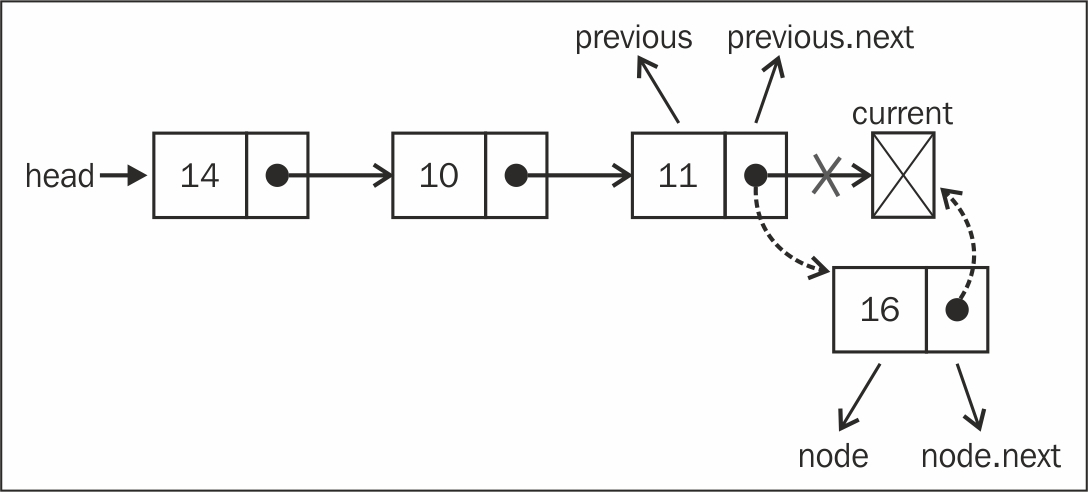 previous previous.next
current
head 14 10 11
16
node node.next